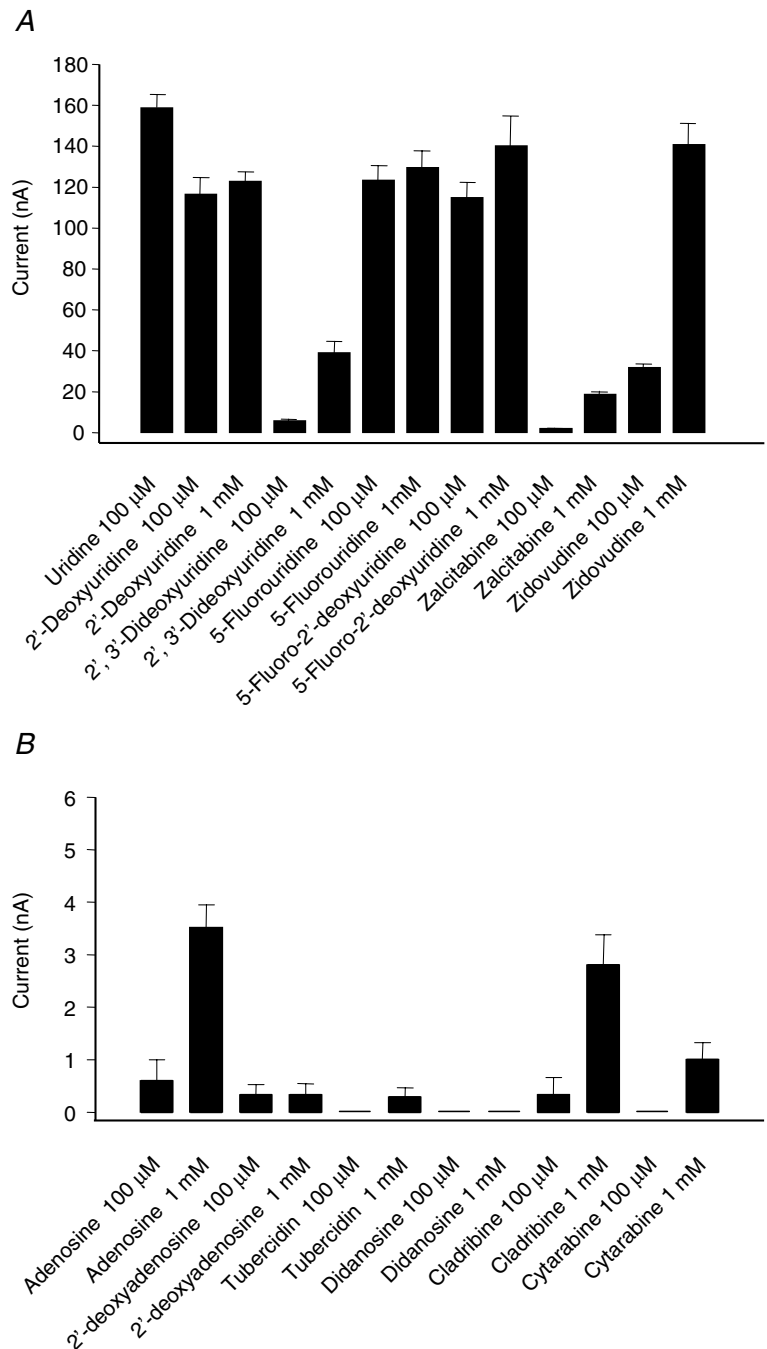 A
180
160
140
120
100
80
60
40
20
0
Current (nA)
Uridine 100 μM
2'-Deoxyuridine 100 μM
2'-Deoxyuridine 1 mM
2', 3'-Dideoxyuridine 100 μM
2', 3'-Dideoxyuridine 1 mM
5-Fluorouridine 100 μM
5-Fluorouridine 1mM
5-Fluoro-2'-deoxyuridine 100 μM
5-Fluoro-2'-deoxyuridine 1 mM
Zalcitabine 100 μM
Zalcitabine 1 mM
Zidovudine 100 μM
Zidovudine 1 mM
B
6
5
4
3
2
1
0
Current (nA)
Adenosine 100 μM
Adenosine 1 mM
2'-deoxyadenosine 100 μM
2'-deoxyadenosine 1 mM
Tubercidin 100 μM
Tubercidin 1 mM
Didanosine 100 μM
Didanosine 1 mM
Cladribine 100 μM
Cladribine 1 mM
Cytarabine 100 μM
Cytarabine 1 mM